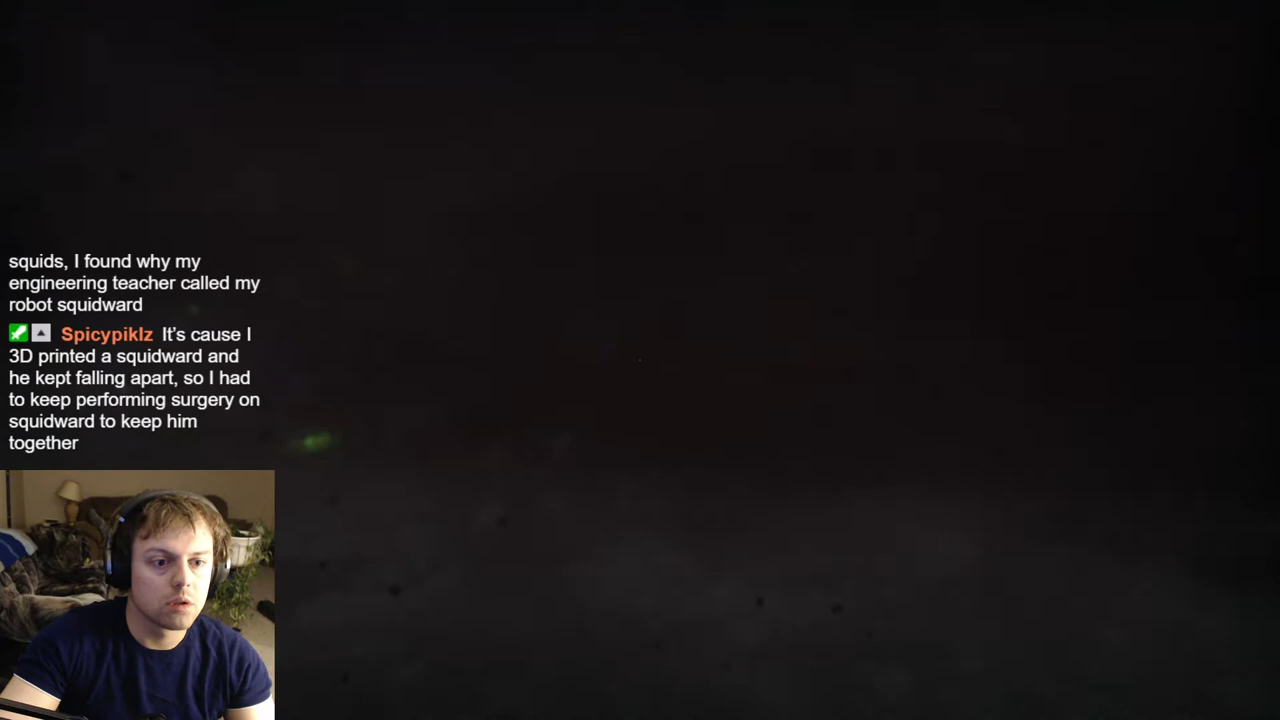 squids, I found why my
engineering teacher called my
robot squidward
Spicypiklz It's cause I
3D printed a squidward and
he kept falling apart, so I had
to keep performing surgery on
squidward to keep him
together